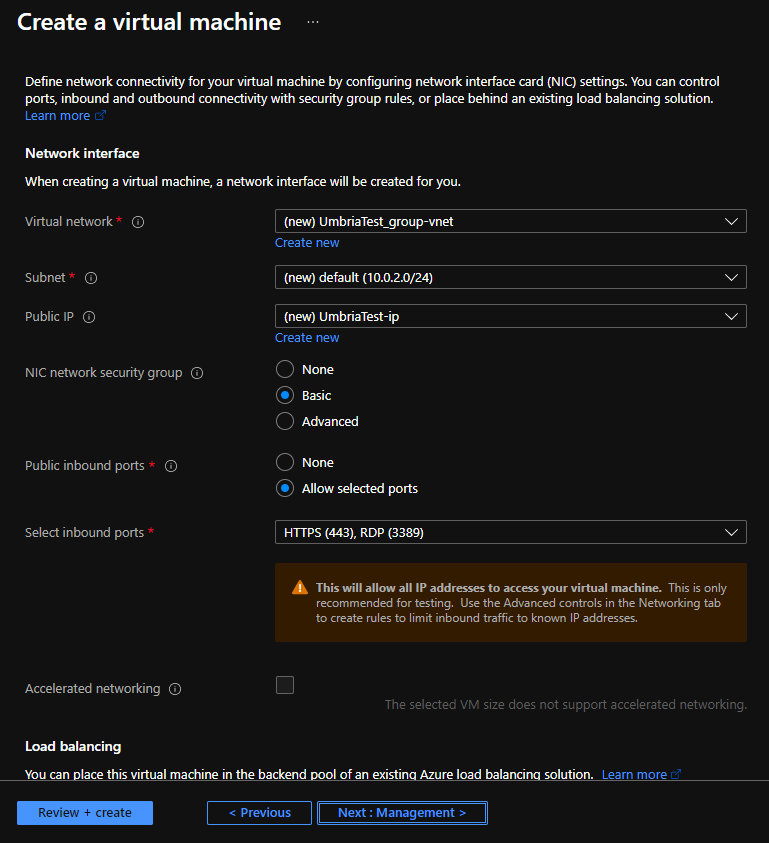 Create a virtual machine ...
Define network connectivity for your virtual machine by configuring network interface card (NIC) settings. You can control
ports, inbound and outbound connectivity with security group rules, or place behind an existing load balancing solution.
Learn more
Network interface
When creating a virtual machine, a network interface will be created for you.
Virtual network *
(new) UmbriaTest_group-vnet
Create new
Subnet *
(new) default (10.0.2.0/24)
Public IP
(new) UmbriaTest-ip
Create new
NIC network security group
None
Basic
Advanced
Public inbound ports *
None
Allow selected ports
Select inbound ports *
HTTPS (443), RDP (3389)
This will allow all IP addresses to access your virtual machine. This is only
recommended for testing. Use the Advanced controls in the Networking tab
to create rules to limit inbound traffic to known IP addresses.
Accelerated networking
The selected VM size does not support accelerated networking.
Load balancing
You can place this virtual machine in the backend pool of an existing Azure load balancing solution. Learn more
Review + create
< Previous
Next : Management >